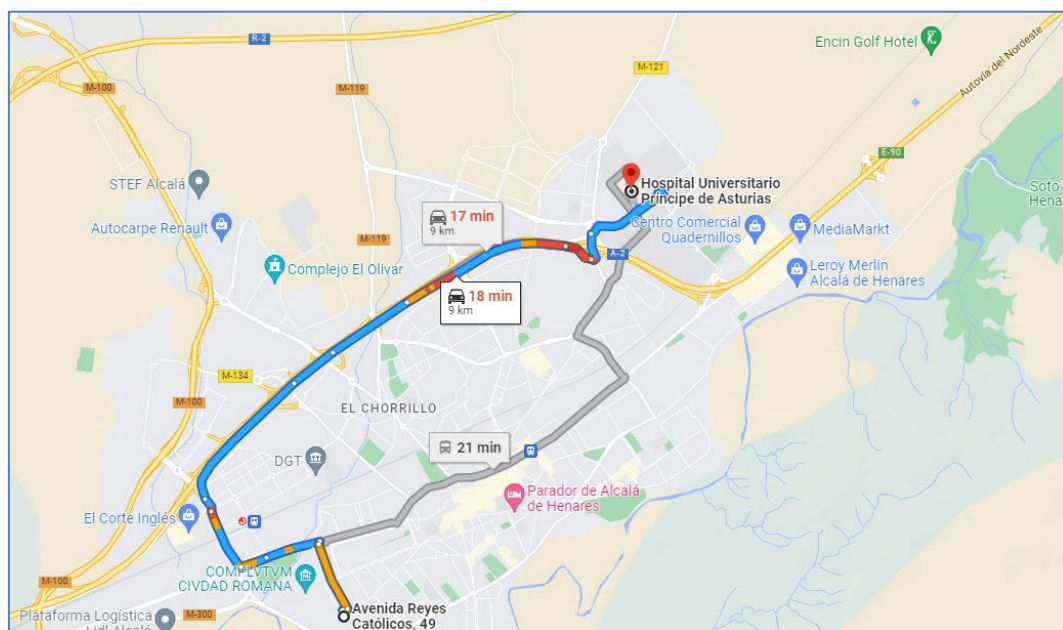 R-2
Encin Golf Hotel
M-100
M-121
M-119
Autovía del Nordeste
E-90
STEF Alcalá
Hospital Universitario
Príncipe de Asturias
Soto
Hena
Autocarpe Renault
17 min
9 km
Centro Comercial
Quadernillos
MediaMarkt
M-119
Complejo El Olivar
A-2
Leroy Merlin
Alcalá de Henares
18 min
9 km
M-134
M-100
EL CHORRILLO
21 min
DGT
Parador de Alcalá
de Henares
El Corte Inglés
COMPLVTVM
CIVDAD ROMANA
M-100
Avenida Reyes
Católicos, 49
Plataforma Logística
Lidl Alcalá
M-300